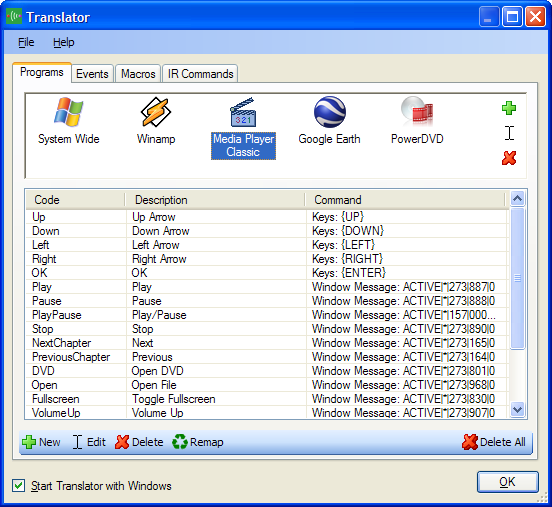 Translator
File Help
Programs Events Macros IR Commands
System Wide Winamp Media Player Classic Google Earth PowerDVD
321
Code Description Command
Up Up Arrow Keys: {UP}
Down Down Arrow Keys: {DOWN}
Left Left Arrow Keys: {LEFT}
Right Right Arrow Keys: {RIGHT}
OK OK Keys: {ENTER}
Play Play Window Message: ACTIVE|*|273|887|0
Pause Pause Window Message: ACTIVE|*|273|888|0
PlayPause Play/Pause Window Message: ACTIVE|*|157|000...
Stop Stop Window Message: ACTIVE|*|273|890|0
NextChapter Next Window Message: ACTIVE|*|273|165|0
PreviousChapter Previous Window Message: ACTIVE|*|273|164|0
DVD Open DVD Window Message: ACTIVE|*|273|801|0
Open Open File Window Message: ACTIVE|*|273|968|0
Fullscreen Toggle Fullscreen Window Message: ACTIVE|*|273|830|0
VolumeUp Volume Up Window Message: ACTIVE|*|273|907|0
New Edit Delete Remap Delete All
Start Translator with Windows OK